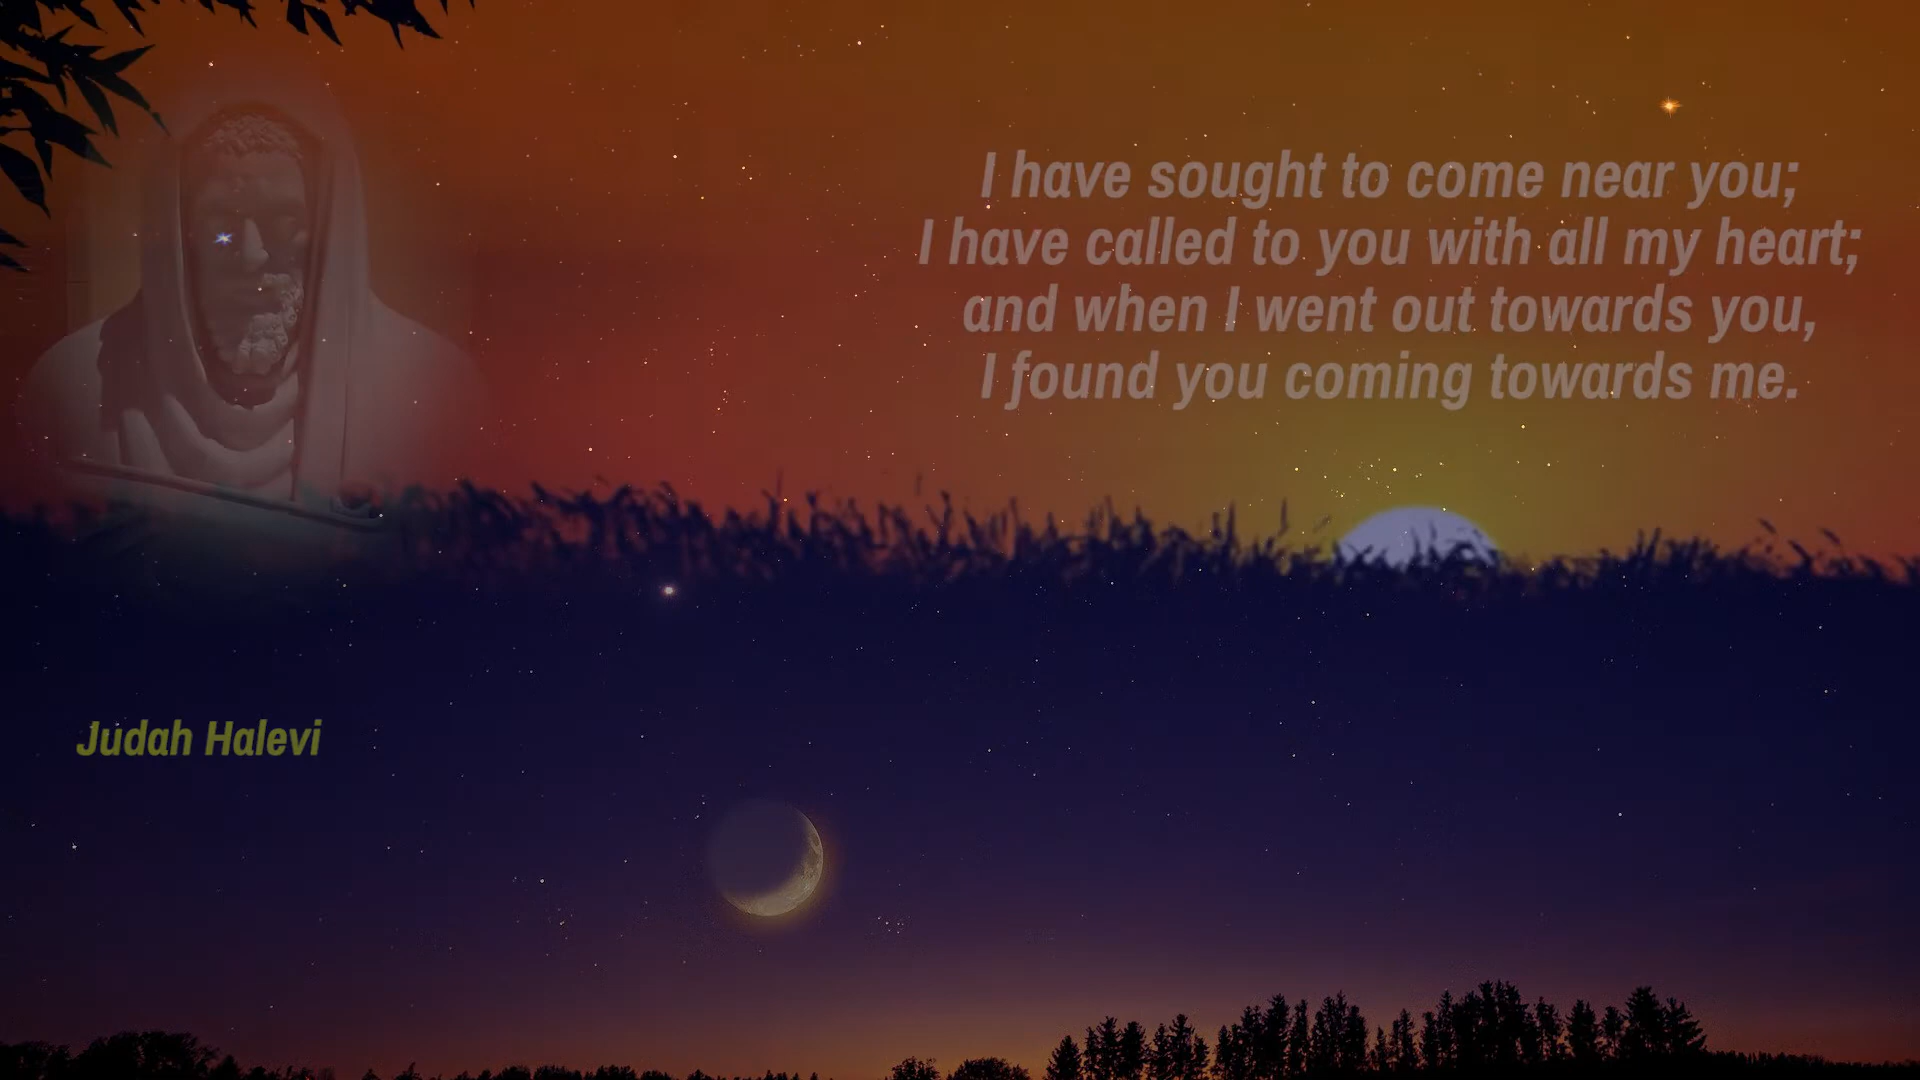 I have sought to come near you;
I have called to you with all my heart;
and when I went out towards you,
I found you coming towards me.
Judah Halevi